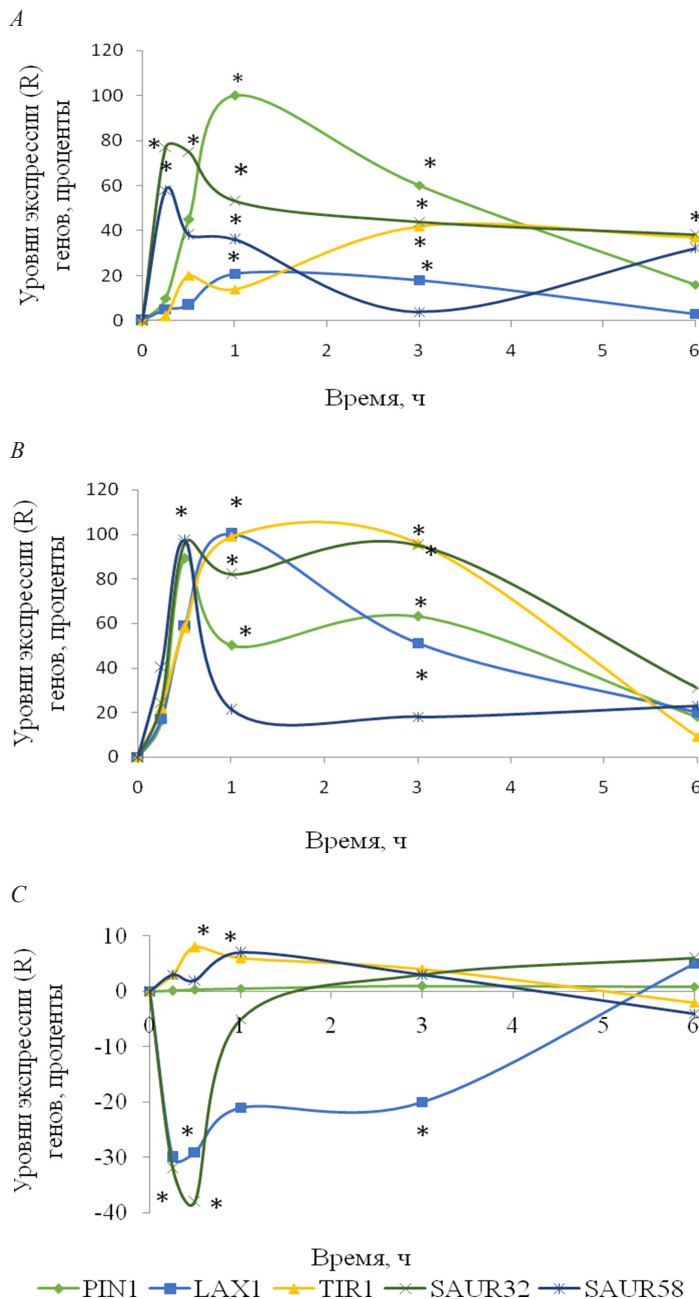 A
Уровни экспрессии (R)
генов, проценты
120
100
80
60
40
20
0
* * * * * * * * * * * * *
0 1 2 3 4 5 6
Время, ч
B
Уровни экспрессии (R)
генов, проценты
120
100
80
60
40
20
0
* * * * * * * *
0 1 2 3 4 5 6
Время, ч
C
Уровни экспрессии (R)
генов, проценты
10
0
-10
-20
-30
-40
* * * * * *
0 1 2 3 4 5 6
Время, ч
PIN1 LAX1 TIR1 SAUR32 SAUR58